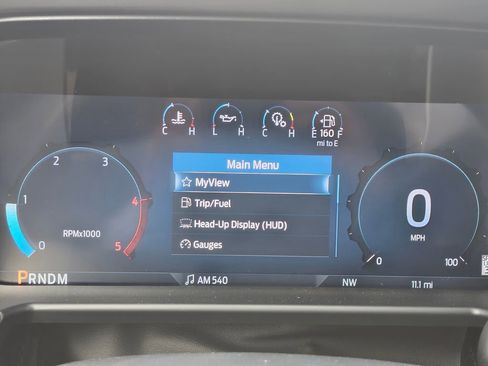 C H L H C H E 160 F
mi to E
Main Menu
MyView
Trip/Fuel
Head-Up Display (HUD)
Gauges
2 3
1 4
0 5
RPMx1000
0
MPH
0 100
PRNDM
AM 540
NW
11.1 mi